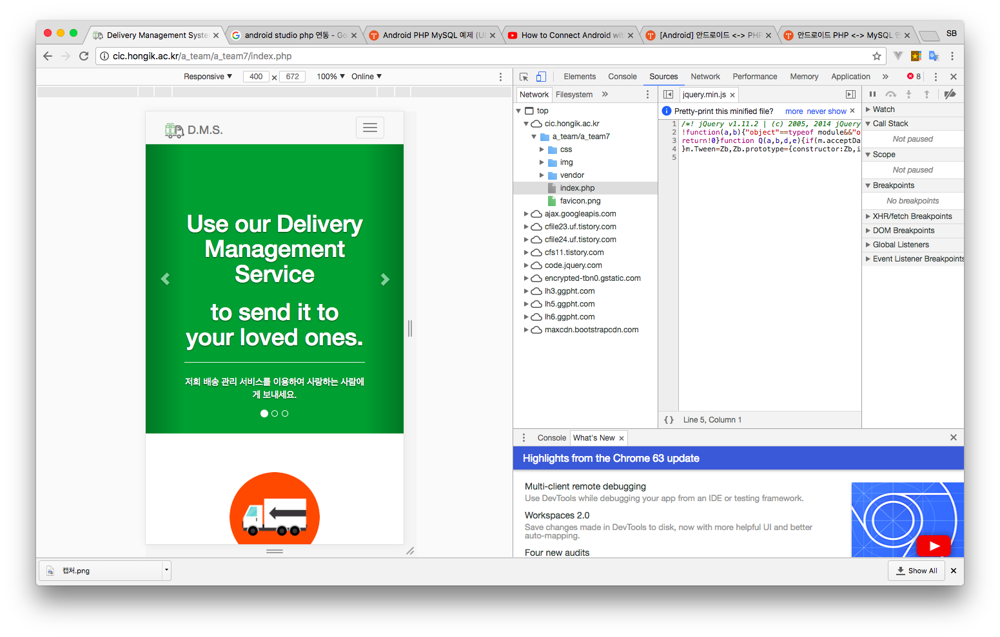 Delivery Management Syste
android studio php 연동 - Go
Android PHP MySQL 예제 (UI
How to Connect Android wit
[Android] 안드로이드 <-> PHP
안드로이드 PHP <-> MySQL 연
SB
cic.hongik.ac.kr/a_team/a_team7/index.php
Responsive ▼ 400 x 672 100% ▼ Online ▼
Elements Console Sources Network Performance Memory Application » 8
Network Filesystem »
jquery.min.js
Pretty-print this minified file? more never show
D.M.S.
Use our Delivery
Management
Service
to send it to
your loved ones.
저희 배송 관리 서비스를 이용하여 사랑하는 사람에
게 보내세요.
top
cic.hongik.ac.kr
a_team/a_team7
css
img
vendor
index.php
favicon.png
ajax.googleapis.com
cfile23.uf.tistory.com
cfile24.uf.tistory.com
cfs11.tistory.com
code.jquery.com
encrypted-tbn0.gstatic.com
lh3.ggpht.com
lh5.ggpht.com
lh6.ggpht.com
maxcdn.bootstrapcdn.com
1 /*! jQuery v1.11.2 | (c) 2005, 2014 jQuery
2 !function(a,b){"object"==typeof module&&"o
3 return!0}function Q(a,b,d,e){if(m.acceptDa
4 }m.Tween=Zb,Zb.prototype={constructor:Zb,i
5
{} Line 5, Column 1
Watch
Call Stack
Not paused
Scope
Not paused
Breakpoints
No breakpoints
XHR/fetch Breakpoints
DOM Breakpoints
Global Listeners
Event Listener Breakpoints
Console What's New
Highlights from the Chrome 63 update
Multi-client remote debugging
Use DevTools while debugging your app from an IDE or testing framework.
Workspaces 2.0
Save changes made in DevTools to disk, now with more helpful UI and better
auto-mapping.
Four new audits
캡처.png
Show All